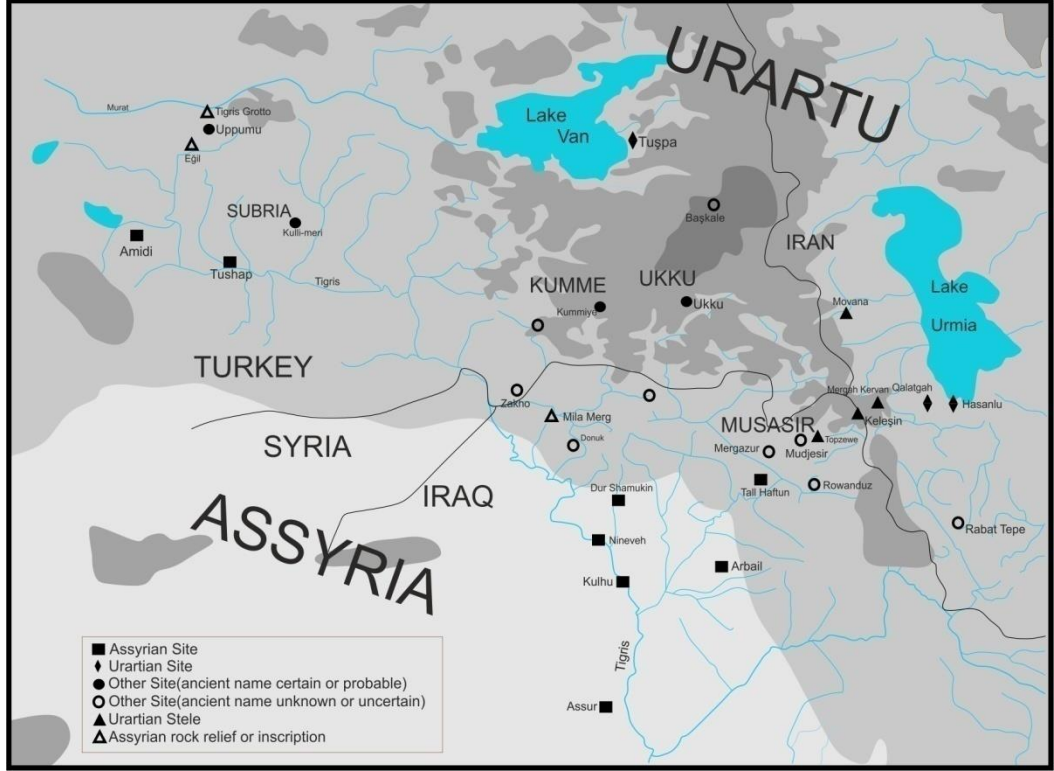 URARTU
Murat
Tigris Grotto
Uppumu
Eğil
Lake
Van
Tuşpa
SUBRIA
Kulli-meri
Başkale
Amidi
Tushap
Tigris
IRAN
KUMME
UKKU
Kummiye
Ukku
Movana
Lake
Urmia
TURKEY
Zakho
Mila Merg
Mergah Kervan
Qalatgah
Hasanlu
Keleşin
MUSASIR
Topzewe
Mergazur
Mudjesir
Donuk
SYRIA
IRAQ
Dur Shamukin
Tall Haftun
Rowanduz
Rabat Tepe
ASSYRIA
Nineveh
Arbail
Kulhu
Tigris
Assur
Assyrian Site
Urartian Site
Other Site(ancient name certain or probable)
Other Site(ancient name unknown or uncertain)
Urartian Stele
Assyrian rock relief or inscription